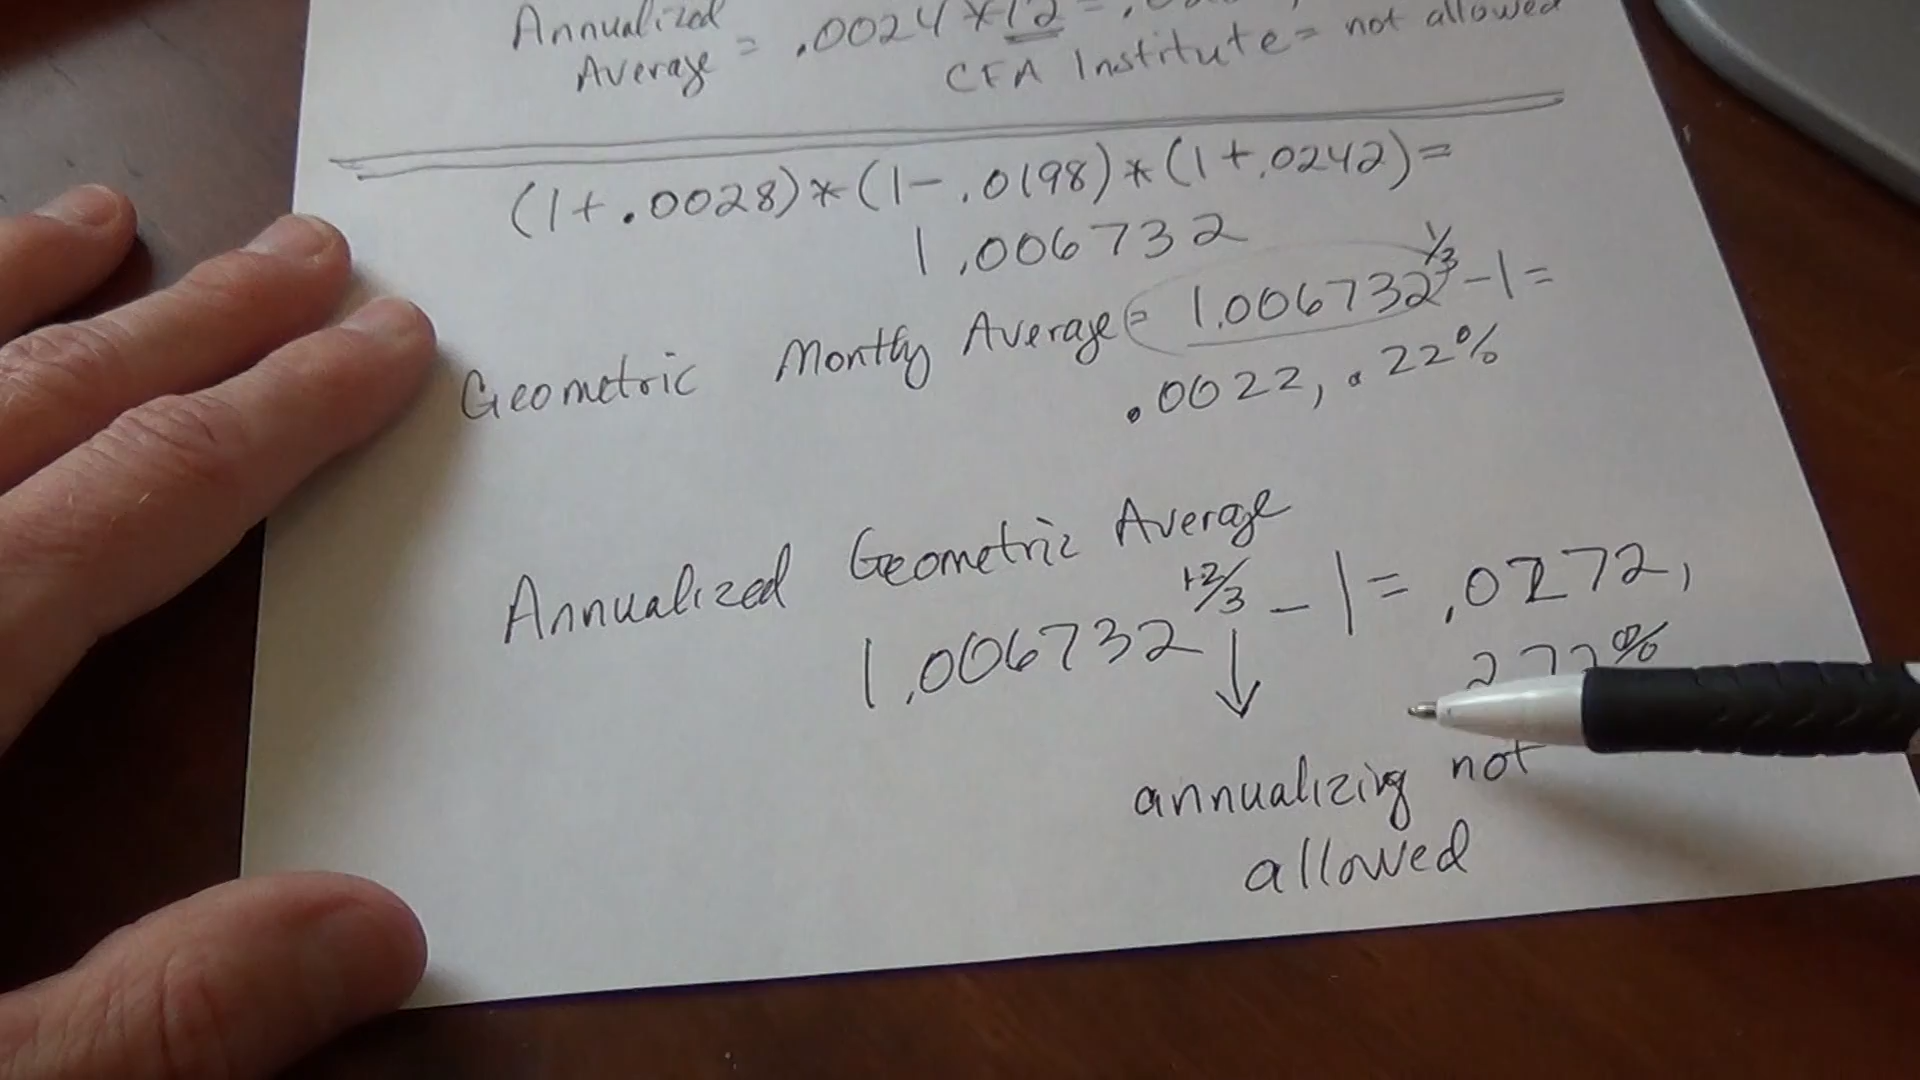 Annualized
Average = .0024 * 12 =
CFA Institute = not allowed
(1+.0028)*(1-.0198)*(1+.0242)=
1.006732
Geometric Montly Average = 1.006732^1/3 -1=
.0022, .22%
Annualized Geometric Average
1.006732^12/3 - 1 = .0272,
annualizing not
allowed